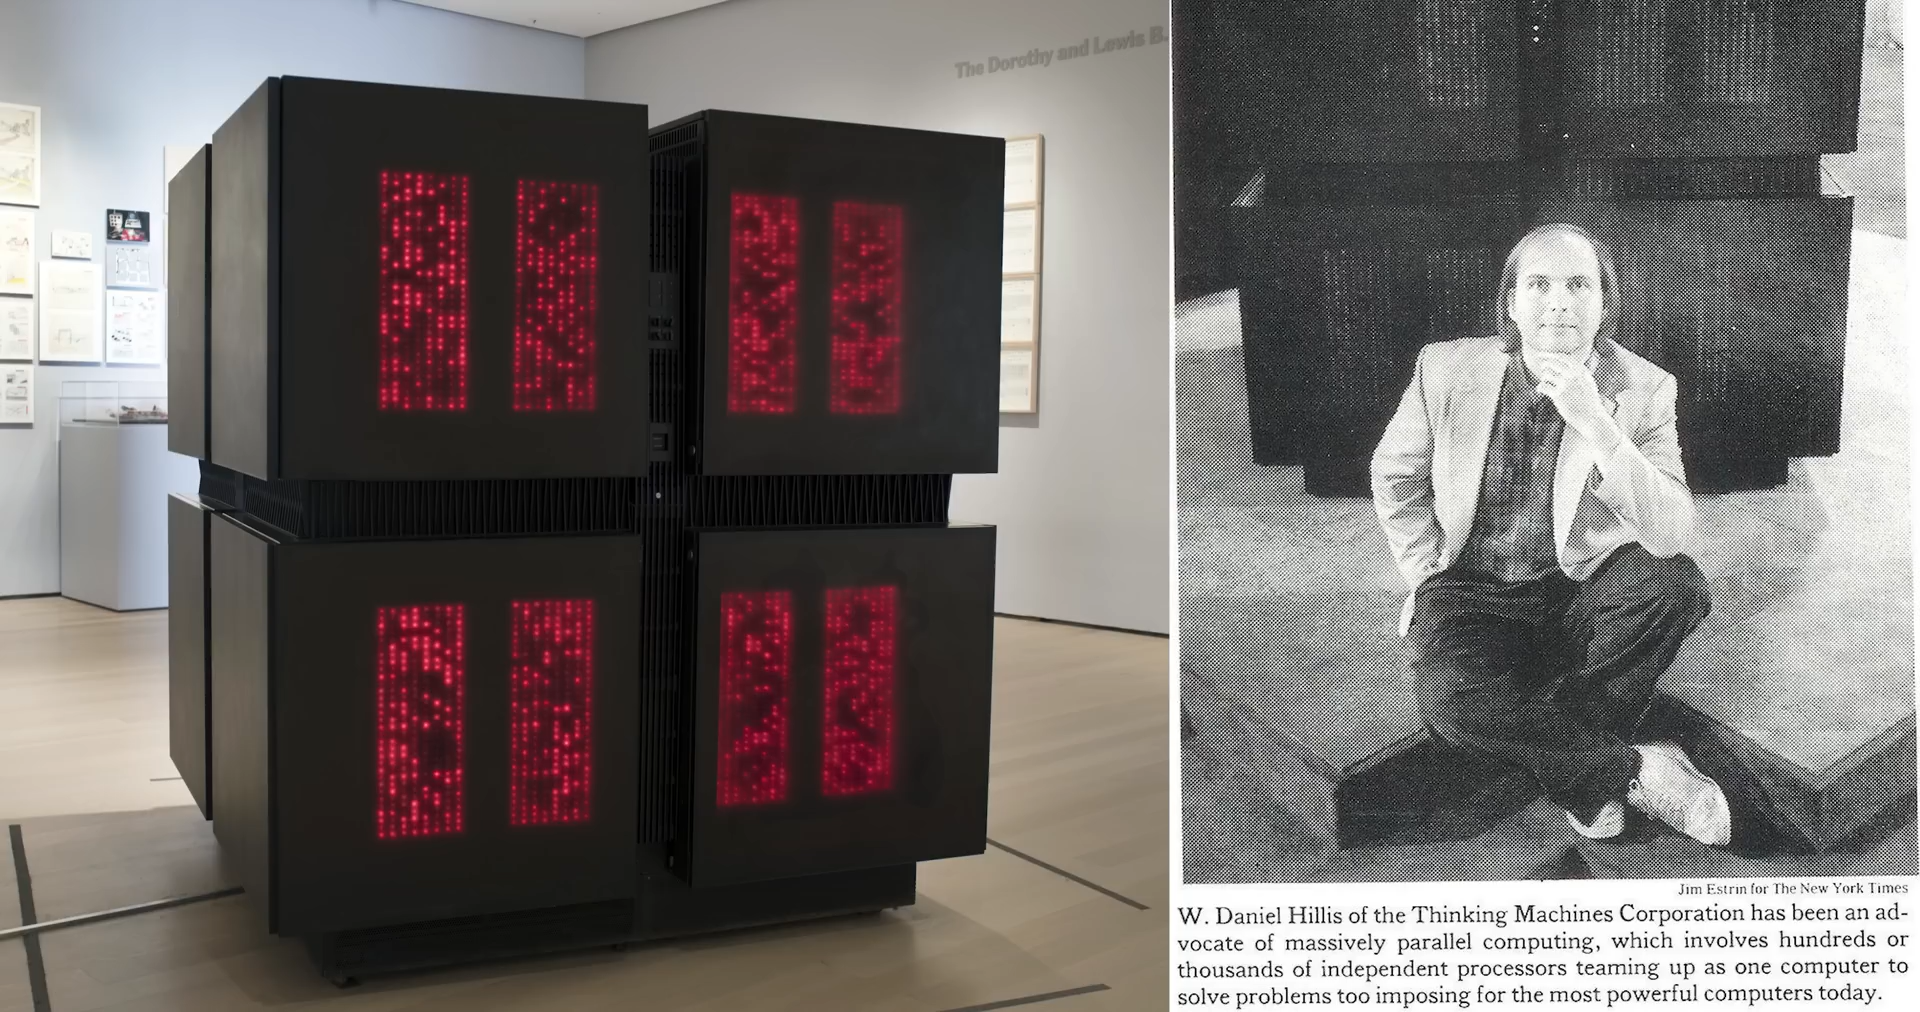 The Dorothy and Lewis B.
Jim Estrin for The New York Times
W. Daniel Hillis of the Thinking Machines Corporation has been an ad-
vocate of massively parallel computing, which involves hundreds or
thousands of independent processors teaming up as one computer to
solve problems too imposing for the most powerful computers today.